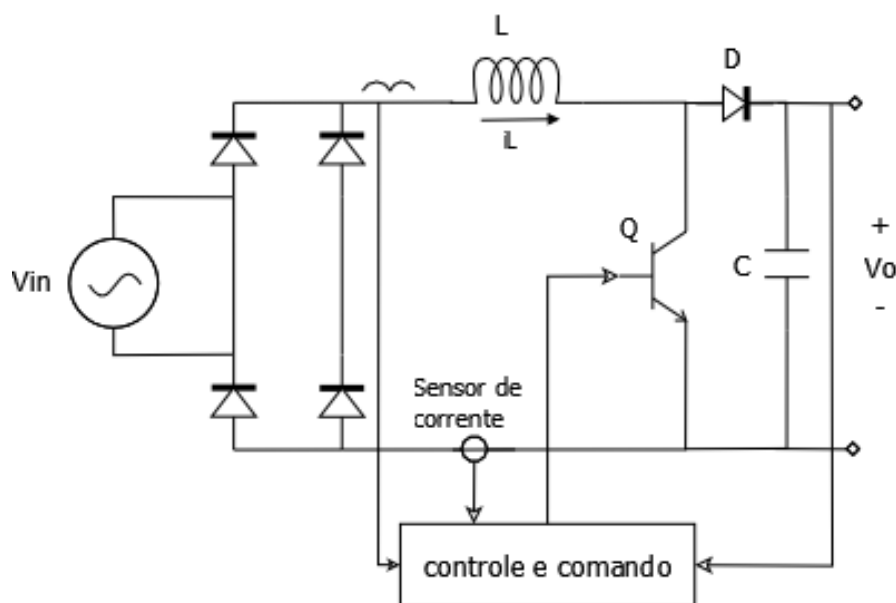 L
D
iL
Q
+
Vin
C
Vo
-
Sensor de
corrente
controle e comando